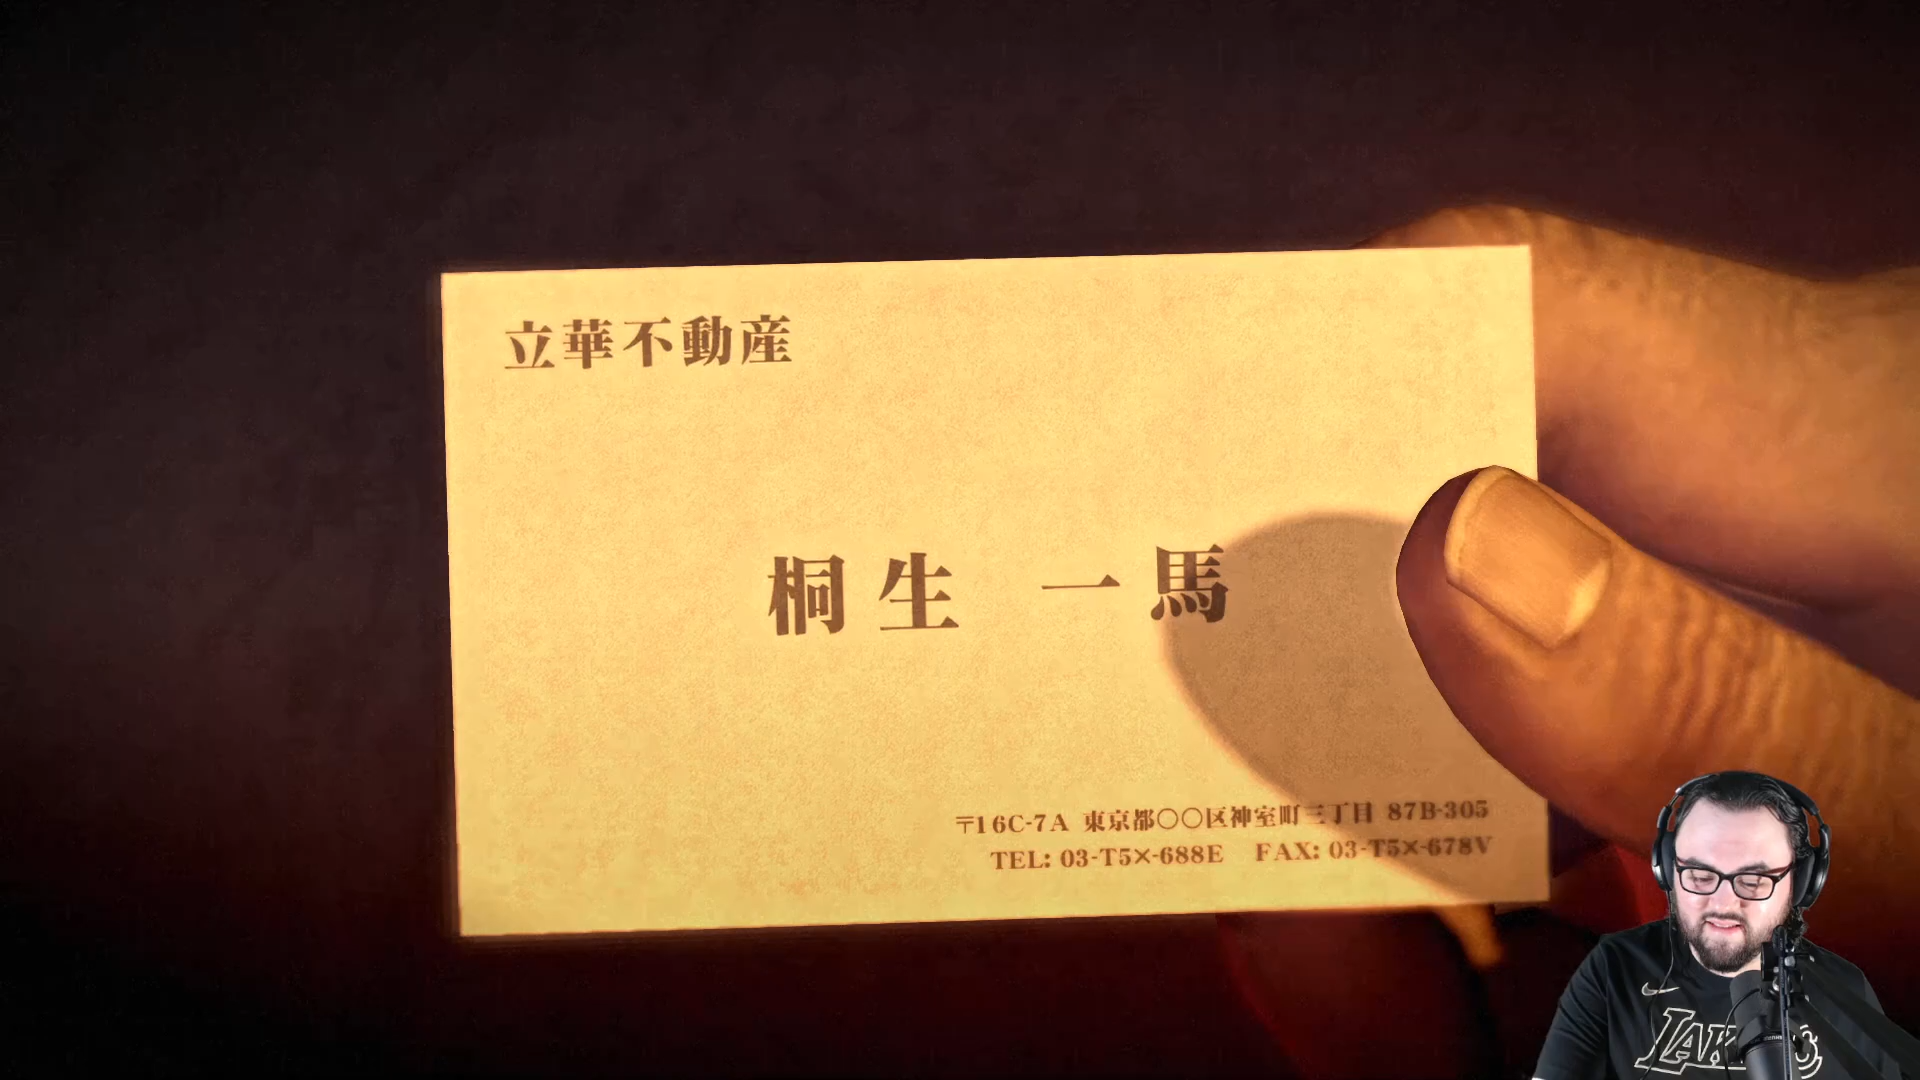 立華不動産
桐生 一馬
〒16C-7A 東京都〇〇区神室町三丁目 87B-305
TEL: 03-T5✕-688E FAX: 03-T5✕-678V